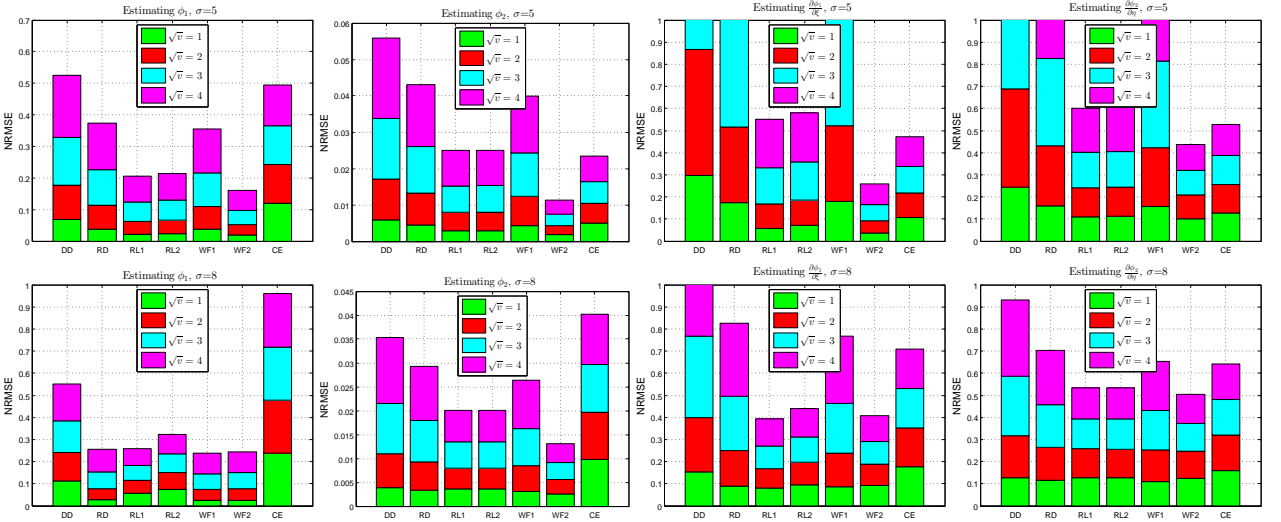 Estimating ϕ₁, σ=5
NRMSE
0.7
0.6
0.5
0.4
0.3
0.2
0.1
0
√v = 1
√v = 2
√v = 3
√v = 4
DD RD RL1 RL2 WF1 WF2 CE
Estimating ϕ₂, σ=5
NRMSE
0.06
0.05
0.04
0.03
0.02
0.01
0
√v = 1
√v = 2
√v = 3
√v = 4
DD RD RL1 RL2 WF1 WF2 CE
Estimating ∂ϕ₁/∂ξ, σ=5
NRMSE
1
0.9
0.8
0.7
0.6
0.5
0.4
0.3
0.2
0.1
0
√v = 1
√v = 2
√v = 3
√v = 4
DD RD RL1 RL2 WF1 WF2 CE
Estimating ∂ϕ₂/∂η, σ=5
NRMSE
1
0.9
0.8
0.7
0.6
0.5
0.4
0.3
0.2
0.1
0
√v = 1
√v = 2
√v = 3
√v = 4
DD RD RL1 RL2 WF1 WF2 CE
Estimating ϕ₁, σ=8
NRMSE
1
0.9
0.8
0.7
0.6
0.5
0.4
0.3
0.2
0.1
0
√v = 1
√v = 2
√v = 3
√v = 4
DD RD RL1 RL2 WF1 WF2 CE
Estimating ϕ₂, σ=8
NRMSE
0.045
0.04
0.035
0.03
0.025
0.02
0.015
0.01
0.005
0
√v = 1
√v = 2
√v = 3
√v = 4
DD RD RL1 RL2 WF1 WF2 CE
Estimating ∂ϕ₁/∂ξ, σ=8
NRMSE
1
0.9
0.8
0.7
0.6
0.5
0.4
0.3
0.2
0.1
0
√v = 1
√v = 2
√v = 3
√v = 4
DD RD RL1 RL2 WF1 WF2 CE
Estimating ∂ϕ₂/∂η, σ=8
NRMSE
1
0.9
0.8
0.7
0.6
0.5
0.4
0.3
0.2
0.1
0
√v = 1
√v = 2
√v = 3
√v = 4
DD RD RL1 RL2 WF1 WF2 CE